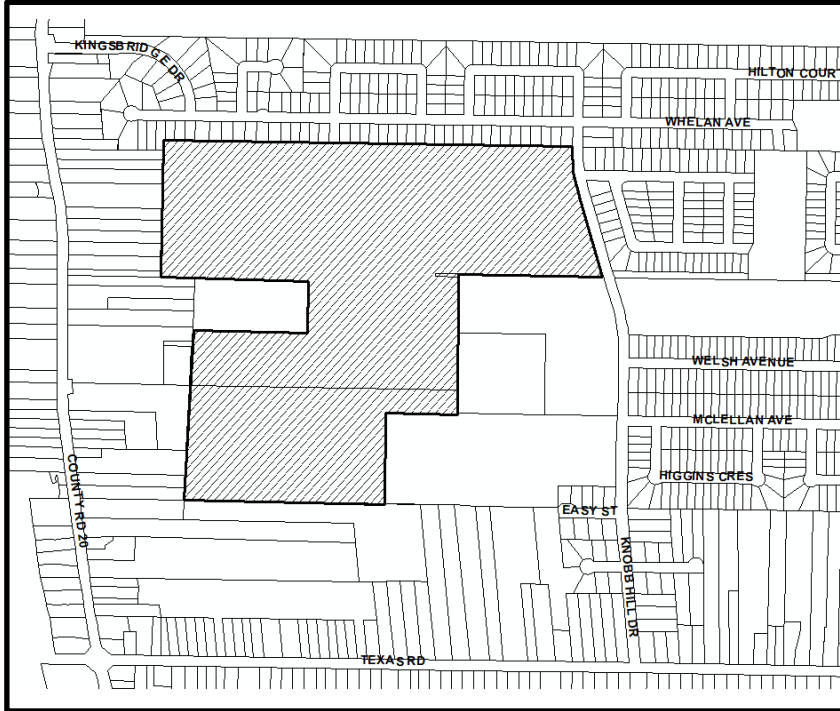 KINGSBRIDGE DR
HILTON COUR
WHELAN AVE
WELSH AVENUE
MCLELLAN AVE
COUNTY RD 20
HIGGINS CRES
EASY ST
KNOBB HILL DR
TEXAS RD